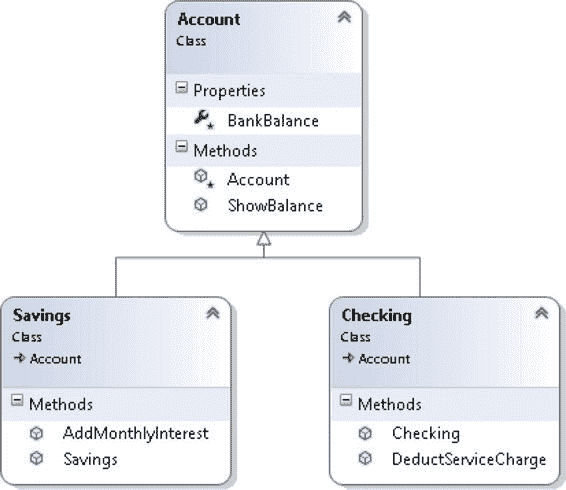 Account
Class
Properties
BankBalance
Methods
Account
ShowBalance
Savings
Class
Account
Methods
AddMonthlyInterest
Savings
Checking
Class
Account
Methods
Checking
DeductServiceCharge